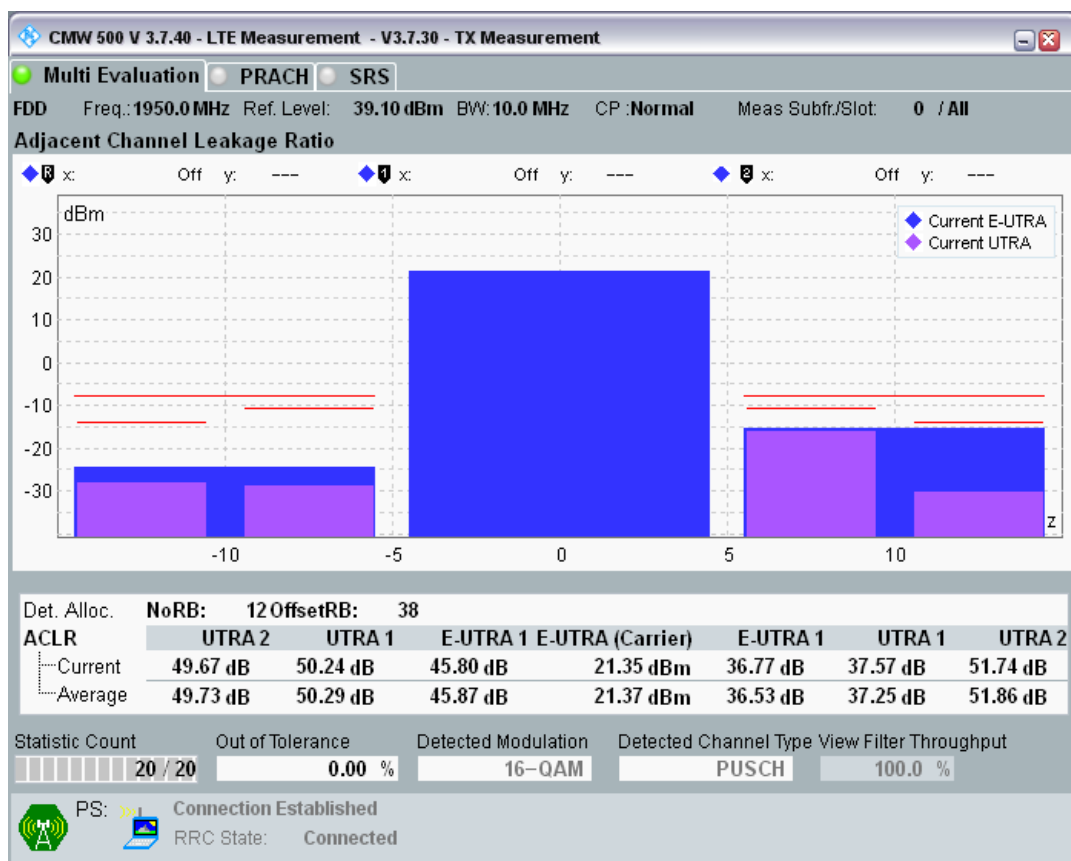 CMW 500 V 3.7.40 - LTE Measurement - V3.7.30 - TX Measurement
Multi Evaluation PRACH SRS
FDD Freq.: 1950.0 MHz Ref. Level: 39.10 dBm BW: 10.0 MHz CP :Normal Meas Subfr./Slot: 0 / All
Adjacent Channel Leakage Ratio
R x: Off y: --- 1 x: Off y: --- 2 x: Off y: ---
dBm
Current E-UTRA
Current UTRA
30
20
10
0
-10
-20
-30
z
-10 -5 0 5 10
Det. Alloc. NoRB: 12 OffsetRB: 38
ACLR UTRA 2 UTRA 1 E-UTRA 1 E-UTRA (Carrier) E-UTRA 1 UTRA 1 UTRA 2
Current 49.67 dB 50.24 dB 45.80 dB 21.35 dBm 36.77 dB 37.57 dB 51.74 dB
Average 49.73 dB 50.29 dB 45.87 dB 21.37 dBm 36.53 dB 37.25 dB 51.86 dB
Statistic Count Out of Tolerance Detected Modulation Detected Channel Type View Filter Throughput
20 / 20 0.00 % 16-QAM PUSCH 100.0 %
PS: Connection Established
RRC State: Connected